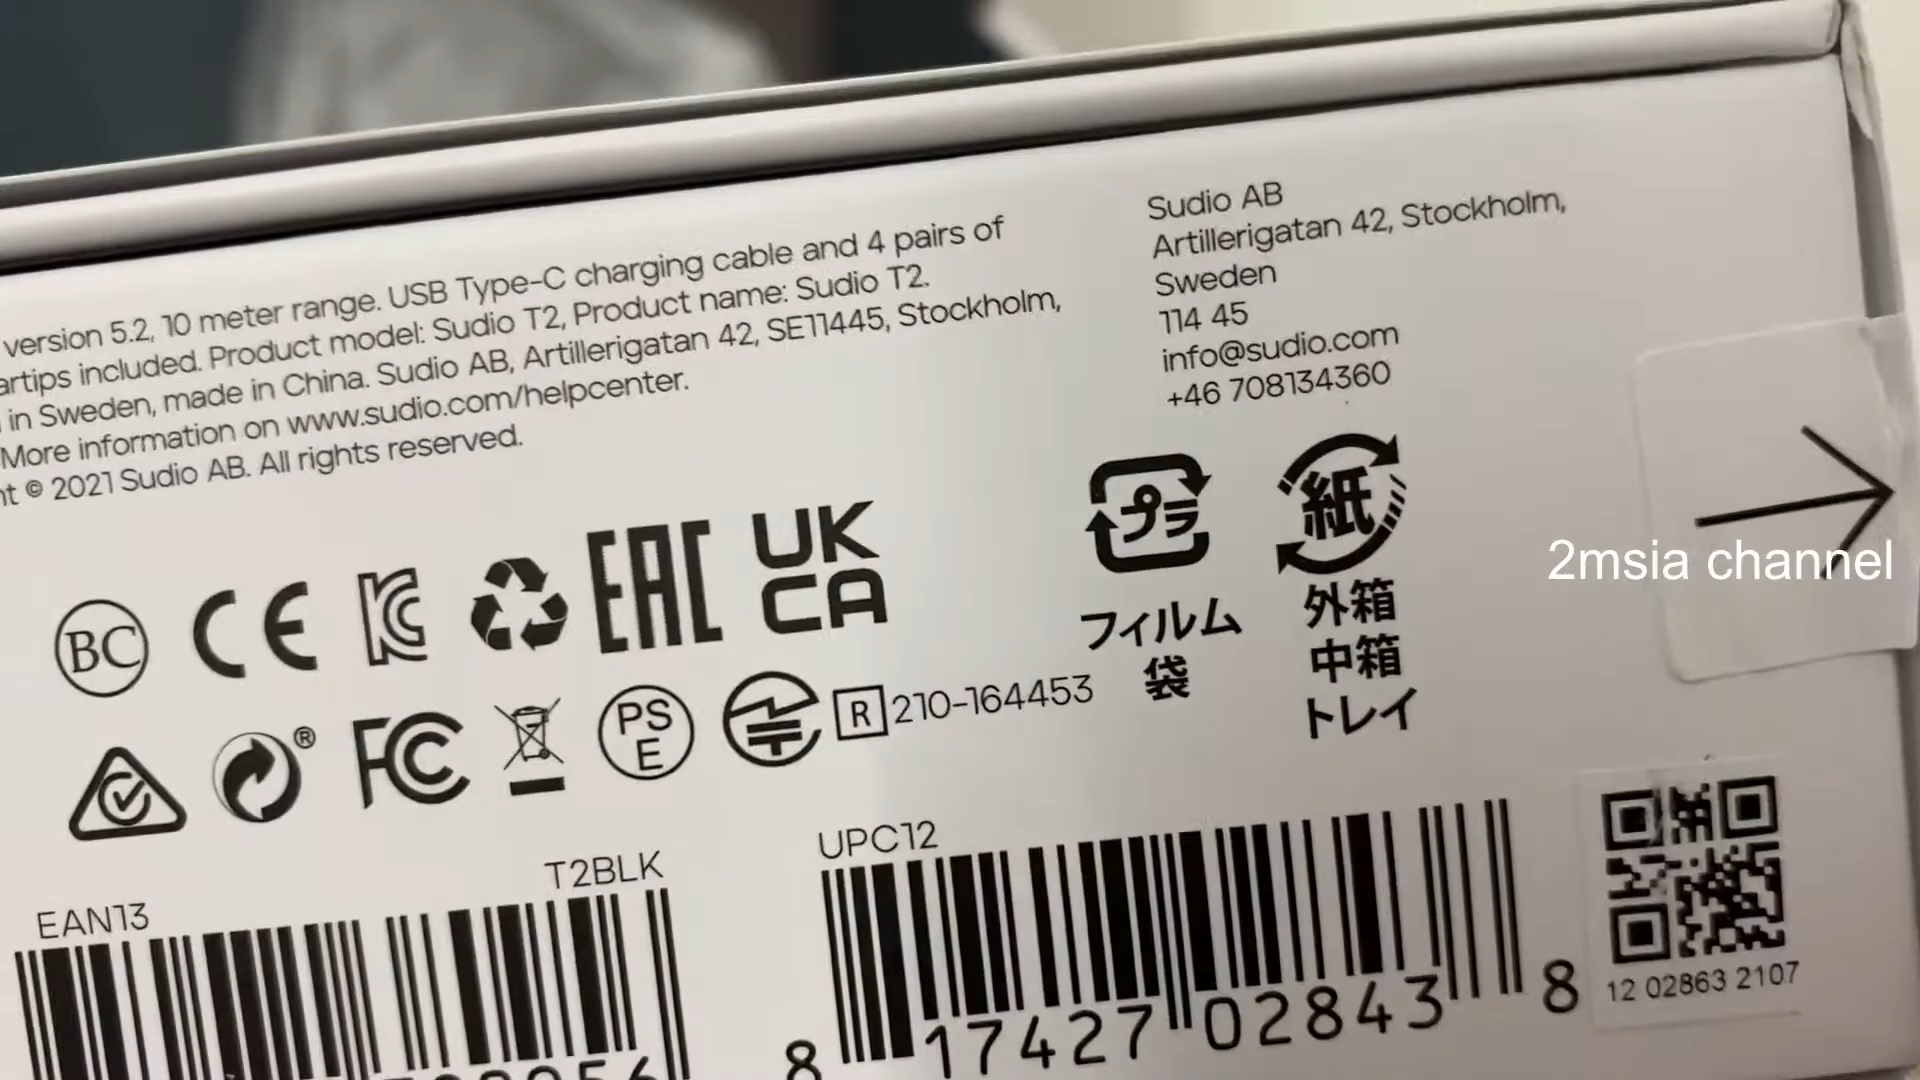 version 5.2, 10 meter range. USB Type-C charging cable and 4 pairs of
artips included. Product model: Sudio T2, Product name: Sudio T2.
in Sweden, made in China. Sudio AB, Artillerigatan 42, SE11445, Stockholm,
More information on www.sudio.com/helpcenter.
nt © 2021 Sudio AB. All rights reserved.
Sudio AB
Artillerigatan 42, Stockholm,
Sweden
114 45
info@sudio.com
+46 708134360
BC CE KC EAC UK
CA
プラ
フィルム
袋
紙
外箱
中箱
トレイ
2msia channel
® FC PS
E
R 210-164453
EAN13
T2BLK
UPC12
8 17427 02843 8
12 02863 2107